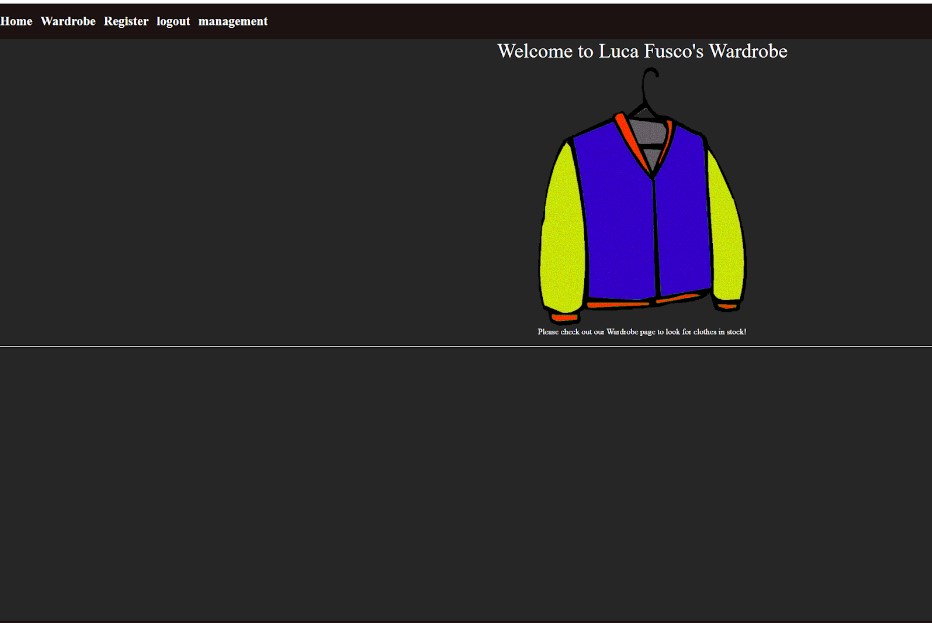 Home Wardrobe Register logout management
Welcome to Luca Fusco's Wardrobe
Please check out our Wardrobe page to look for clothes in stock!